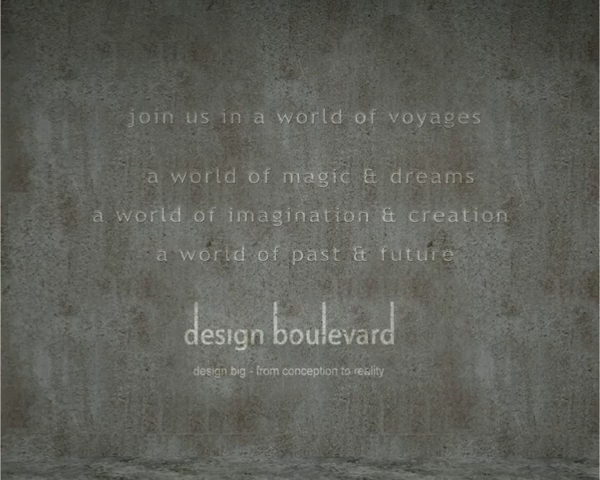 join us in a world of voyages
a world of magic & dreams
a world of imagination & creation
a world of past & future
design boulevard
design big - from conception to reality